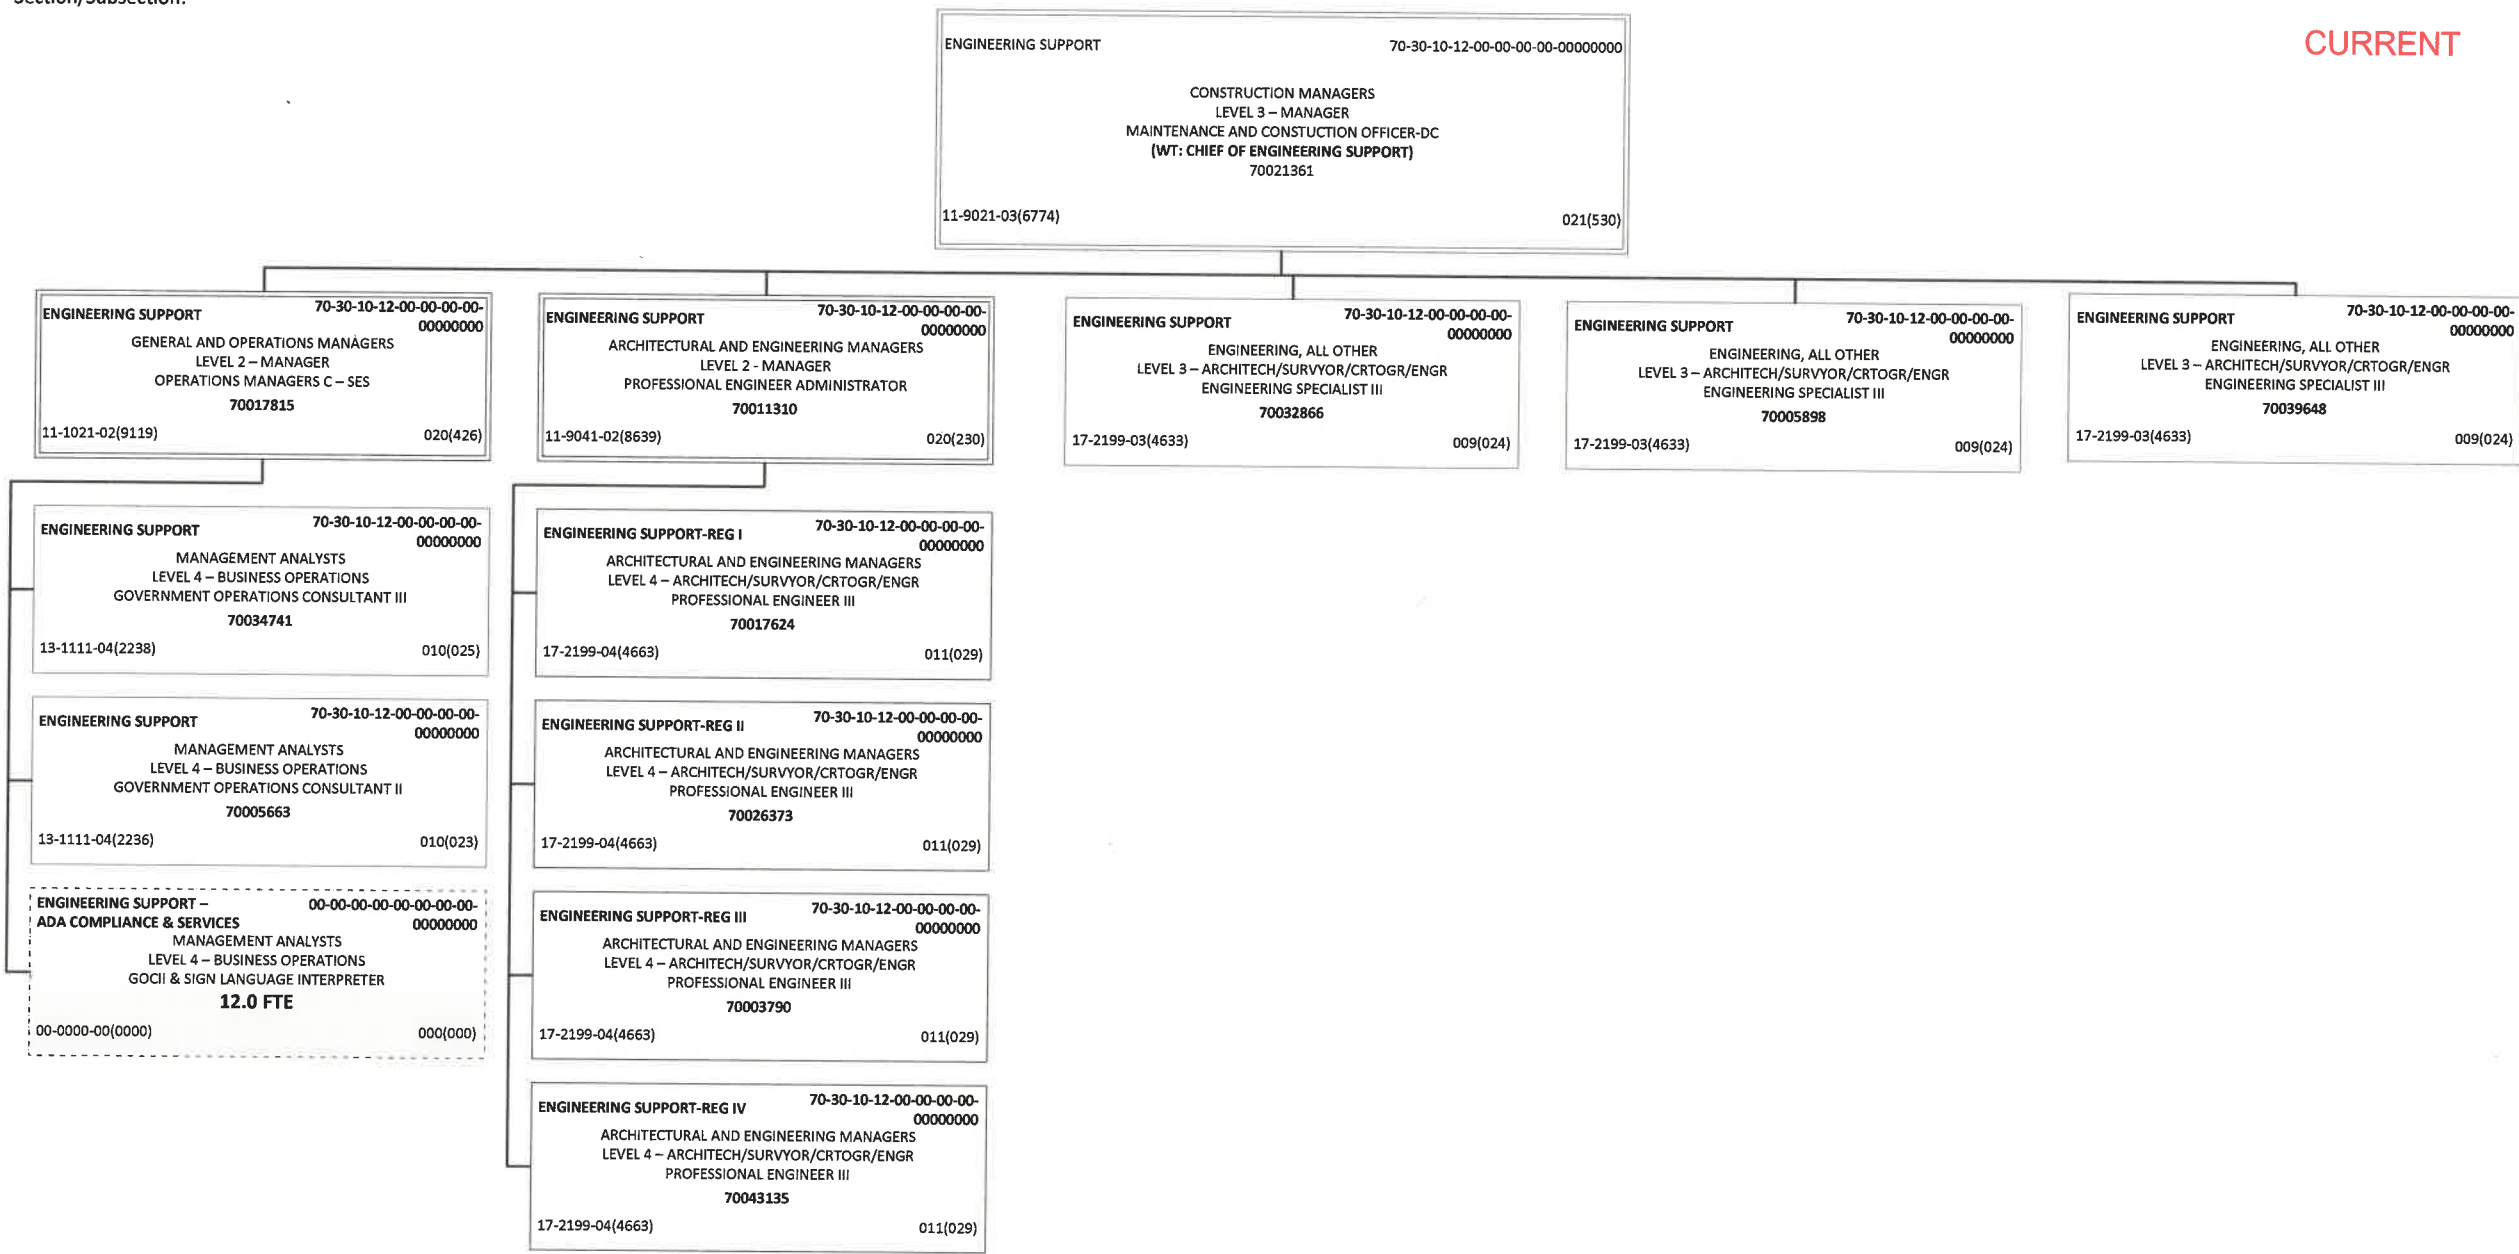 Section/Subsection:
CURRENT
ENGINEERING SUPPORT 70-30-10-12-00-00-00-00-00000000
CONSTRUCTION MANAGERS
LEVEL 3 – MANAGER
MAINTENANCE AND CONSTUCTION OFFICER-DC
(WT: CHIEF OF ENGINEERING SUPPORT)
70021361
11-9021-03(6774) 021(530)
ENGINEERING SUPPORT 70-30-10-12-00-00-00-00-
00000000
GENERAL AND OPERATIONS MANAGERS
LEVEL 2 – MANAGER
OPERATIONS MANAGERS C – SES
70017815
11-1021-02(9119) 020(426)
ENGINEERING SUPPORT 70-30-10-12-00-00-00-00-
00000000
ARCHITECTURAL AND ENGINEERING MANAGERS
LEVEL 2 - MANAGER
PROFESSIONAL ENGINEER ADMINISTRATOR
70011310
11-9041-02(8639) 020(230)
ENGINEERING SUPPORT 70-30-10-12-00-00-00-00-
00000000
ENGINEERING, ALL OTHER
LEVEL 3 – ARCHITECH/SURVYOR/CRTOGR/ENGR
ENGINEERING SPECIALIST III
70032866
17-2199-03(4633) 009(024)
ENGINEERING SUPPORT 70-30-10-12-00-00-00-00-
00000000
ENGINEERING, ALL OTHER
LEVEL 3 – ARCHITECH/SURVYOR/CRTOGR/ENGR
ENGINEERING SPECIALIST III
70005898
17-2199-03(4633) 009(024)
ENGINEERING SUPPORT 70-30-10-12-00-00-00-00-
00000000
ENGINEERING, ALL OTHER
LEVEL 3 – ARCHITECH/SURVYOR/CRTOGR/ENGR
ENGINEERING SPECIALIST III
70039648
17-2199-03(4633) 009(024)
ENGINEERING SUPPORT 70-30-10-12-00-00-00-00-
00000000
MANAGEMENT ANALYSTS
LEVEL 4 – BUSINESS OPERATIONS
GOVERNMENT OPERATIONS CONSULTANT III
70034741
13-1111-04(2238) 010(025)
ENGINEERING SUPPORT 70-30-10-12-00-00-00-00-
00000000
MANAGEMENT ANALYSTS
LEVEL 4 – BUSINESS OPERATIONS
GOVERNMENT OPERATIONS CONSULTANT II
70005663
13-1111-04(2236) 010(023)
ENGINEERING SUPPORT – 00-00-00-00-00-00-00-00-
ADA COMPLIANCE & SERVICES 00000000
MANAGEMENT ANALYSTS
LEVEL 4 – BUSINESS OPERATIONS
GOCII & SIGN LANGUAGE INTERPRETER
12.0 FTE
00-0000-00(0000) 000(000)
ENGINEERING SUPPORT-REG I 70-30-10-12-00-00-00-00-
00000000
ARCHITECTURAL AND ENGINEERING MANAGERS
LEVEL 4 – ARCHITECH/SURVYOR/CRTOGR/ENGR
PROFESSIONAL ENGINEER III
70017624
17-2199-04(4663) 011(029)
ENGINEERING SUPPORT-REG II 70-30-10-12-00-00-00-00-
00000000
ARCHITECTURAL AND ENGINEERING MANAGERS
LEVEL 4 – ARCHITECH/SURVYOR/CRTOGR/ENGR
PROFESSIONAL ENGINEER III
70026373
17-2199-04(4663) 011(029)
ENGINEERING SUPPORT-REG III 70-30-10-12-00-00-00-00-
00000000
ARCHITECTURAL AND ENGINEERING MANAGERS
LEVEL 4 – ARCHITECH/SURVYOR/CRTOGR/ENGR
PROFESSIONAL ENGINEER III
70003790
17-2199-04(4663) 011(029)
ENGINEERING SUPPORT-REG IV 70-30-10-12-00-00-00-00-
00000000
ARCHITECTURAL AND ENGINEERING MANAGERS
LEVEL 4 – ARCHITECH/SURVYOR/CRTOGR/ENGR
PROFESSIONAL ENGINEER III
70043135
17-2199-04(4663) 011(029)